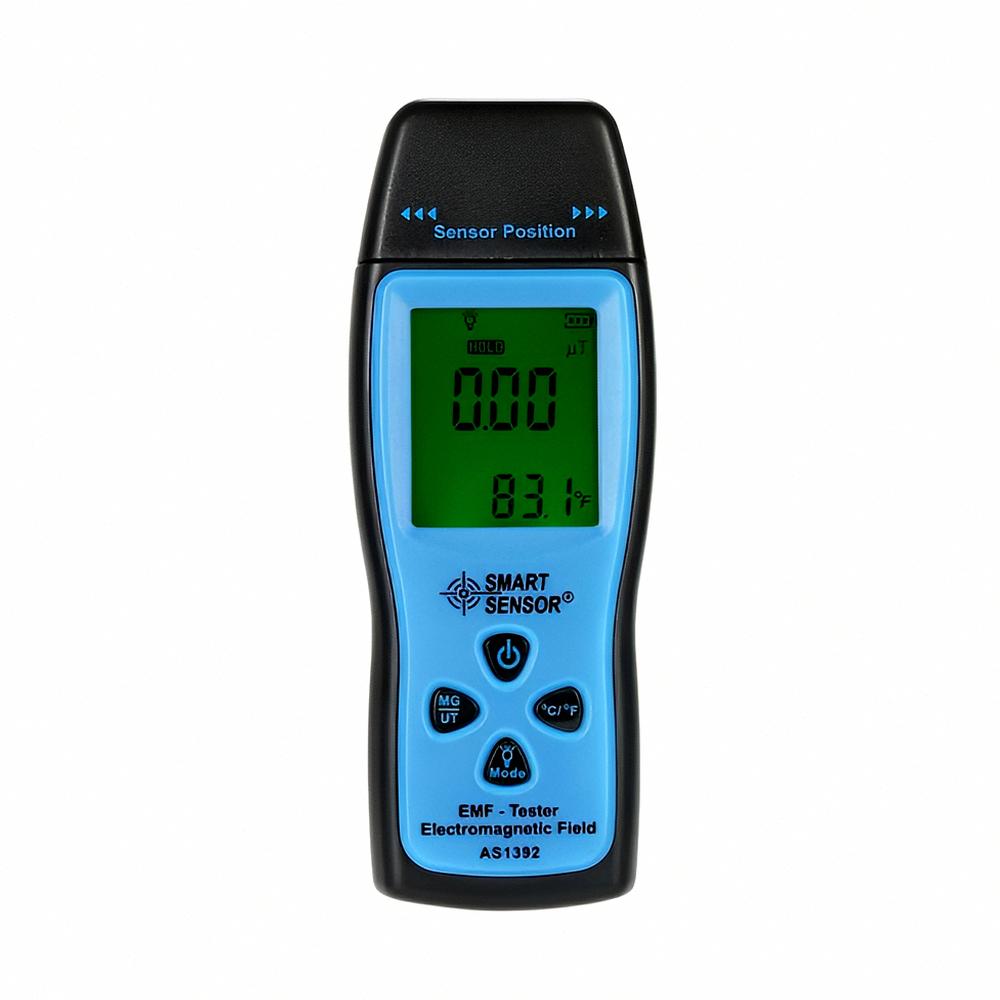 Sensor Position
HOLD
µT
0.00
83.1°F
SMART
SENSOR®
MG
UT
°C/°F
Mode
EMF - Tester
Electromagnetic Field
AS1392